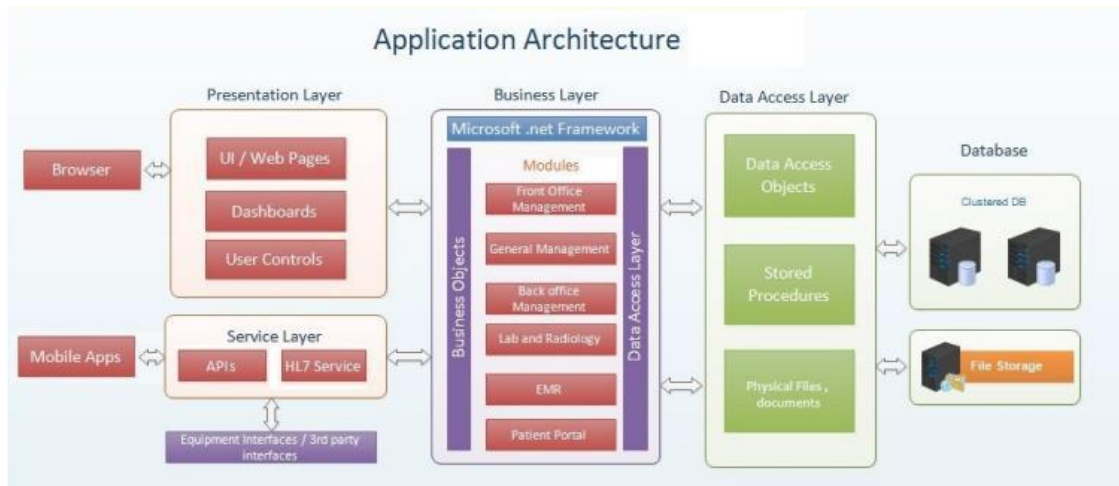 Application Architecture
Presentation Layer
Business Layer
Data Access Layer
Database
Browser
UI / Web Pages
Dashboards
User Controls
Microsoft .net Framework
Business Objects
Modules
Front Office
Management
General Management
Back office
Management
Lab and Radiology
EMR
Patient Portal
Data Access Layer
Data Access
Objects
Stored
Procedures
Physical Files ,
documents
Clustered DB
File Storage
Mobile Apps
Service Layer
APIs
HL7 Service
Equipment Interfaces / 3rd party
interfaces